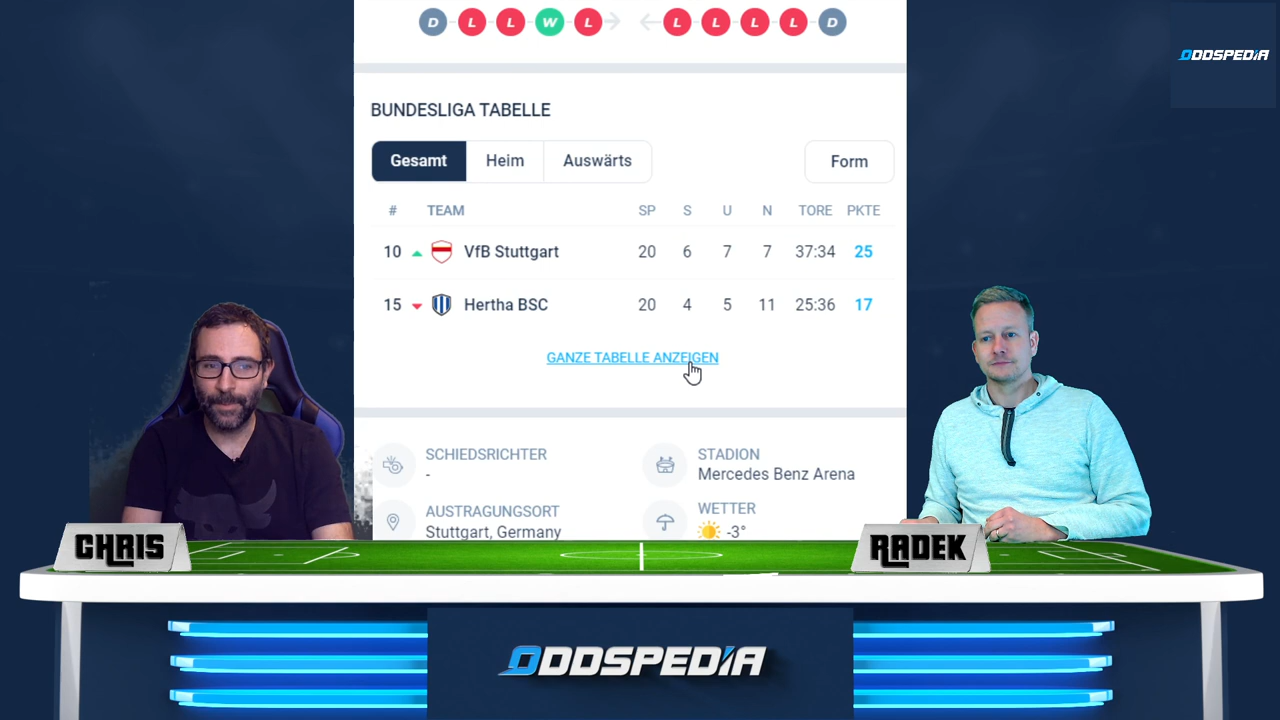 D L L W L L L L L D
ODDSPEDIA
BUNDESLIGA TABELLE
Gesamt Heim Auswärts Form
# TEAM SP S U N TORE PKTE
10 VfB Stuttgart 20 6 7 7 37:34 25
15 Hertha BSC 20 4 5 11 25:36 17
GANZE TABELLE ANZEIGEN
SCHIEDSRICHTER
-
STADION
Mercedes Benz Arena
AUSTRAGUNGSORT
Stuttgart, Germany
WETTER
-3°
CHRIS
RADEK
ODDSPEDIA